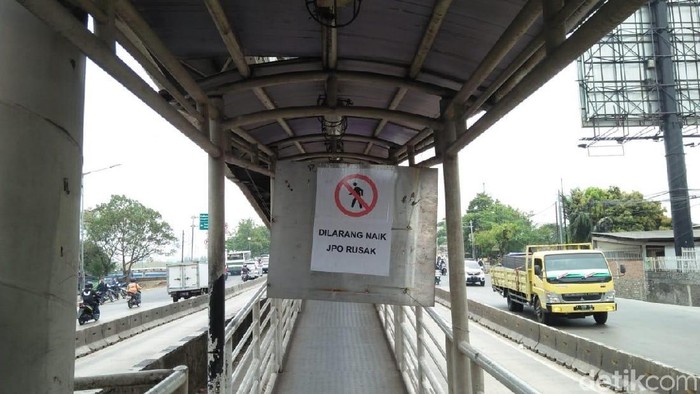 DILARANG NAIK
JPO RUSAK
detikcom